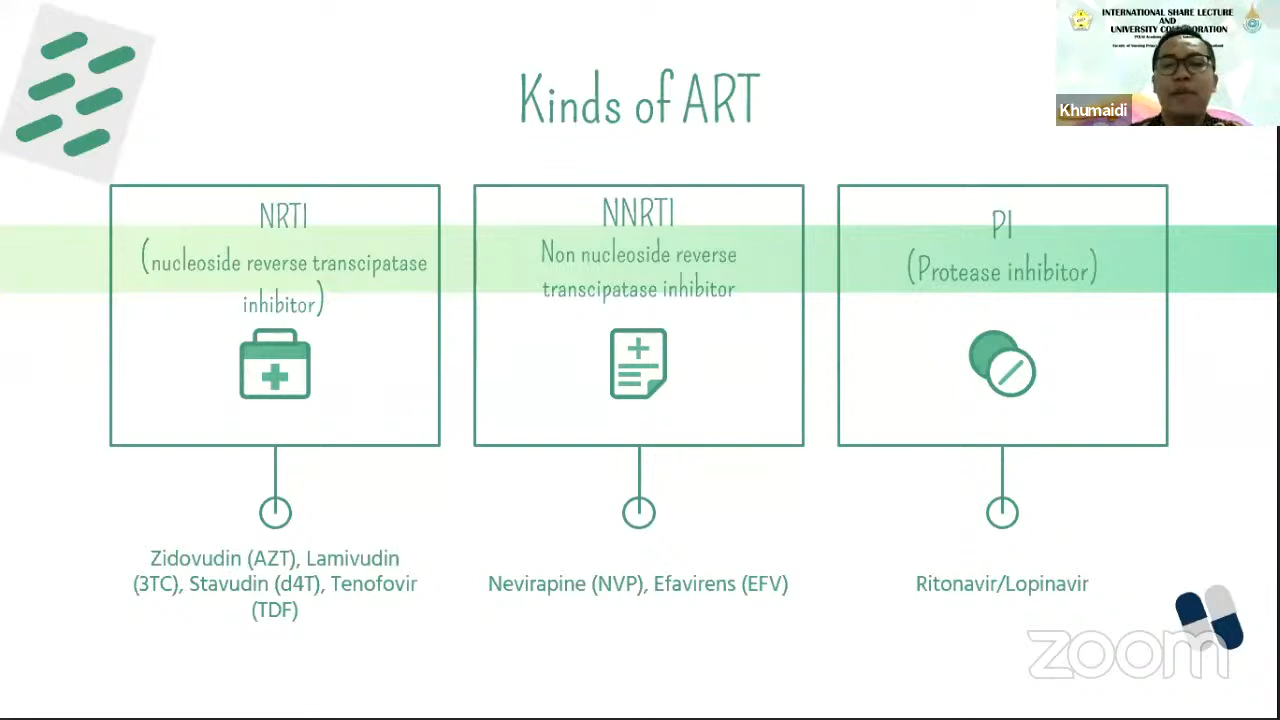 INTERNATIONAL SHARE LECTURE
AND
UNIVERSITY
Khumaidi
Kinds of ART
NRTI
(nucleoside reverse transcipatase
inhibitor)
NNRTI
Non nucleoside reverse
transcipatase inhibitor
PI
(Protease inhibitor)
Zidovudin (AZT), Lamivudin
(3TC), Stavudin (d4T), Tenofovir
(TDF)
Nevirapine (NVP), Efavirens (EFV)
Ritonavir/Lopinavir
zoom